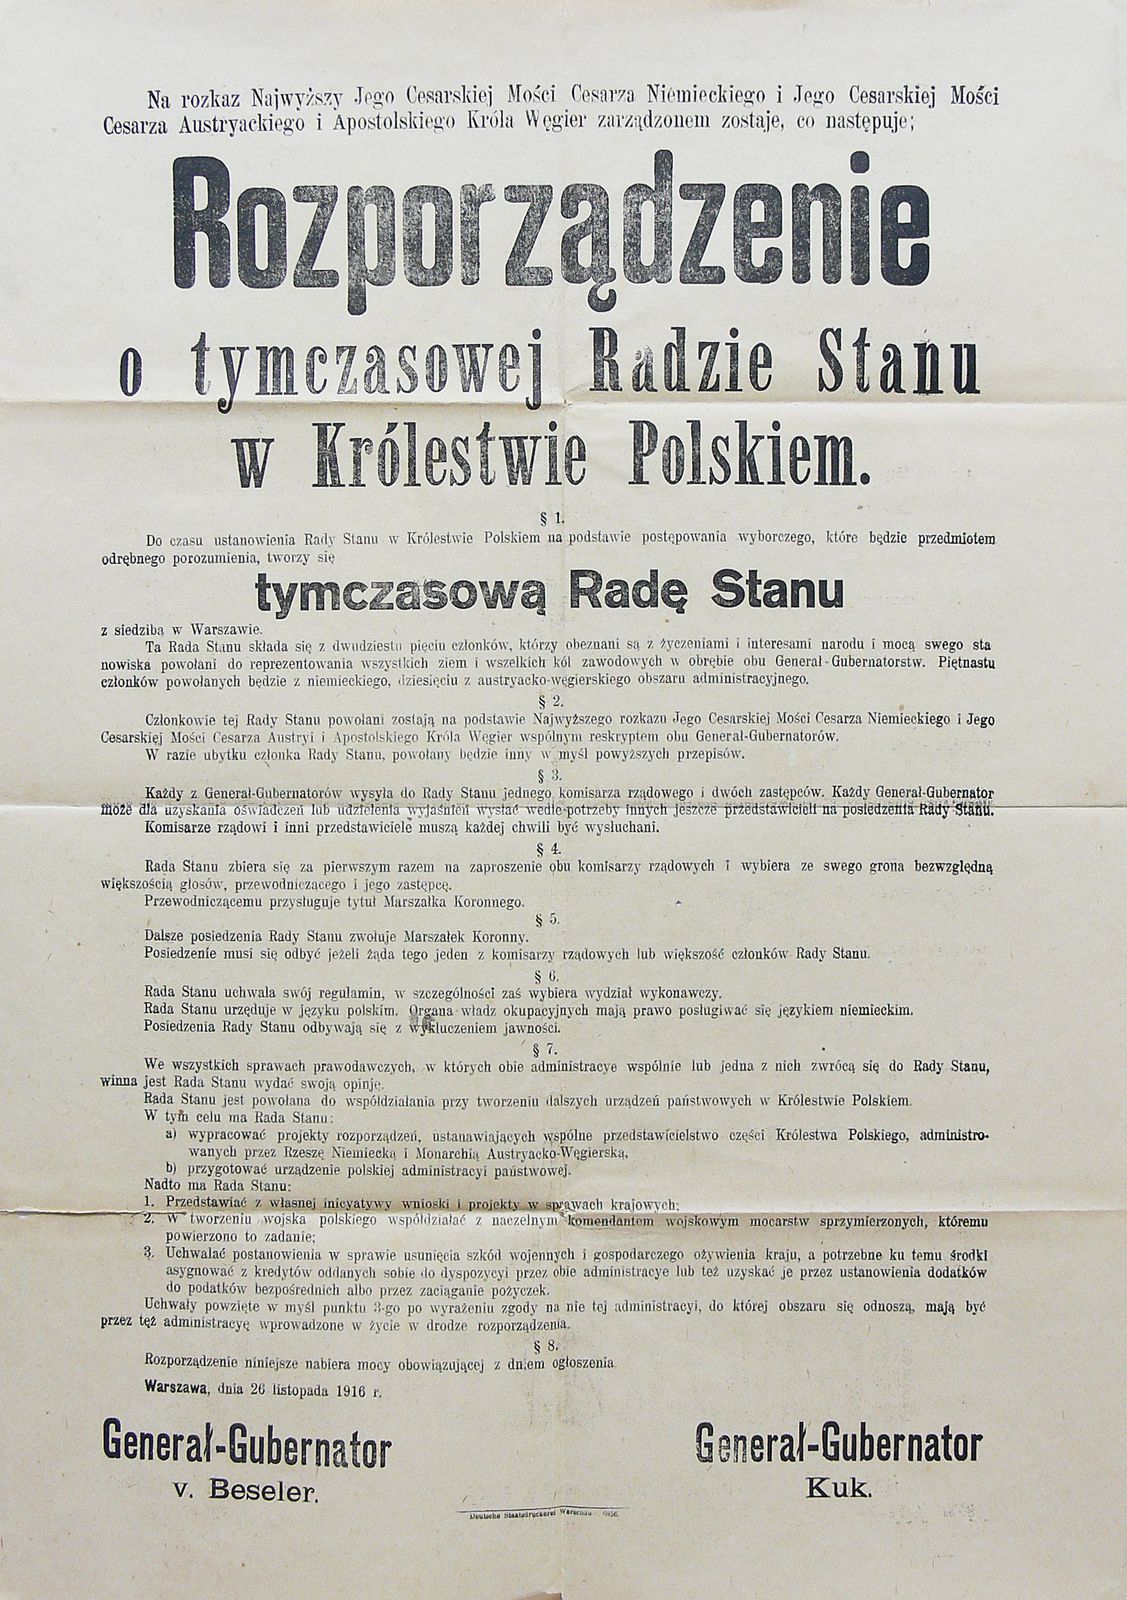 Na rozkaz Najwyższy Jego Cesarskiej Mości Cesarza Niemieckiego i Jego Cesarskiej Mości
Cesarza Austryackiego i Apostolskiego Króla Węgier zarządzonem zostaje, co następuje;
Rozporządzenie
o tymczasowej Radzie Stanu
w Królestwie Polskiem.
§ 1.
Do czasu ustanowienia Rady Stanu w Królestwie Polskiem na podstawie postępowania wyborczego, które będzie przedmiotem
odrębnego porozumienia, tworzy się
tymczasową Radę Stanu
z siedzibą w Warszawie.
Ta Rada Stanu składa się z dwudziestu pięciu członków, którzy obeznani są z życzeniami i interesami narodu i mocą swego sta
nowiska powołani do reprezentowania wszystkich ziem i wszelkich kół zawodowych w obrębie obu Generał-Gubernatorstw. Piętnastu
członków powołanych będzie z niemieckiego, dziesięciu z austryacko-węgierskiego obszaru administracyjnego.
§ 2.
Członkowie tej Rady Stanu powołani zostają na podstawie Najwyższego rozkazu Jego Cesarskiej Mości Cesarza Niemieckiego i Jego
Cesarskięj Mości Cesarza Austryi i Apostolskiego Króla Węgier wspólnym reskryptem obu Generał-Gubernatorów.
W razie ubytku członka Rady Stanu, powołany będzie inny w myśl powyższych przepisów.
§ 3.
Każdy z Generał-Gubernatorów wysyła do Rady Stanu jednego komisarza rządowego i dwóch zastępców. Każdy Generał-Gubernator
może dla uzyskania oświadczeń lub udzielenia wyjaśnień wysłać wedle potrzeby innych jeszcze przedstawicieli na posiedzenia Rady Stanu.
Komisarze rządowi i inni przedstawiciele muszą każdej chwili być wysłuchani.
§ 4.
Rada Stanu zbiera się za pierwszym razem na zaproszenie obu komisarzy rządowych i wybiera ze swego grona bezwzględną
większością głosów, przewodniczącego i jego zastępcę.
Przewodniczącemu przysługuje tytuł Marszałka Koronnego.
§ 5.
Dalsze posiedzenia Rady Stanu zwołuje Marszałek Koronny.
Posiedzenie musi się odbyć jeżeli żąda tego jeden z komisarzy rządowych lub większość członków Rady Stanu.
§ 6.
Rada Stanu uchwala swój regulamin, w szczególności zaś wybiera wydział wykonawczy.
Rada Stanu urzęduje w języku polskim. Organa władz okupacyjnych mają prawo posługiwać się językiem niemieckim.
Posiedzenia Rady Stanu odbywają się z wykluczeniem jawności.
§ 7.
We wszystkich sprawach prawodawczych, w których obie administracye wspólnie lub jedna z nich zwrócą się do Rady Stanu,
winna jest Rada Stanu wydać swoją opinję.
Rada Stanu jest powołana do współdziałania przy tworzeniu dalszych urządzeń państwowych w Królestwie Polskiem.
W tym celu ma Rada Stanu:
a) wypracować projekty rozporządzeń, ustanawiających wspólne przedstawicielstwo części Królestwa Polskiego, administro-
wanych przez Rzeszę Niemiecką i Monarchią Austryacko-Węgierską,
b) przygotować urządzenie polskiej administracyi państwowej.
Nadto ma Rada Stanu:
1. Przedstawiać z własnej inicyatywy wnioski i projekty w sprawach krajowych;
2. W tworzeniu wojska polskiego współdziałać z naczelnym komendantem wojskowym mocarstw sprzymierzonych, któremu
powierzono to zadanie;
3. Uchwalać postanowienia w sprawie usunięcia szkód wojennych i gospodarczego ożywienia kraju, a potrzebne ku temu środki
asygnować z kredytów oddanych sobie do dyspozycyi przez obie administracye lub też uzyskać je przez ustanowienia dodatków
do podatków bezpośrednich albo przez zaciąganie pożyczek.
Uchwały powzięte w myśl punktu 3-go po wyrażeniu zgody na nie tej administracyi, do której obszaru się odnoszą, mają być
przez tęż administracyę wprowadzone w życie w drodze rozporządzenia.
§ 8.
Rozporządzenie niniejsze nabiera mocy obowiązującej z dniem ogłoszenia
Warszawa, dnia 26 listopada 1916 r.
Generał-Gubernator
v. Beseler.
Generał-Gubernator
Kuk.
Deutsche Staatsdruckerei Warschau